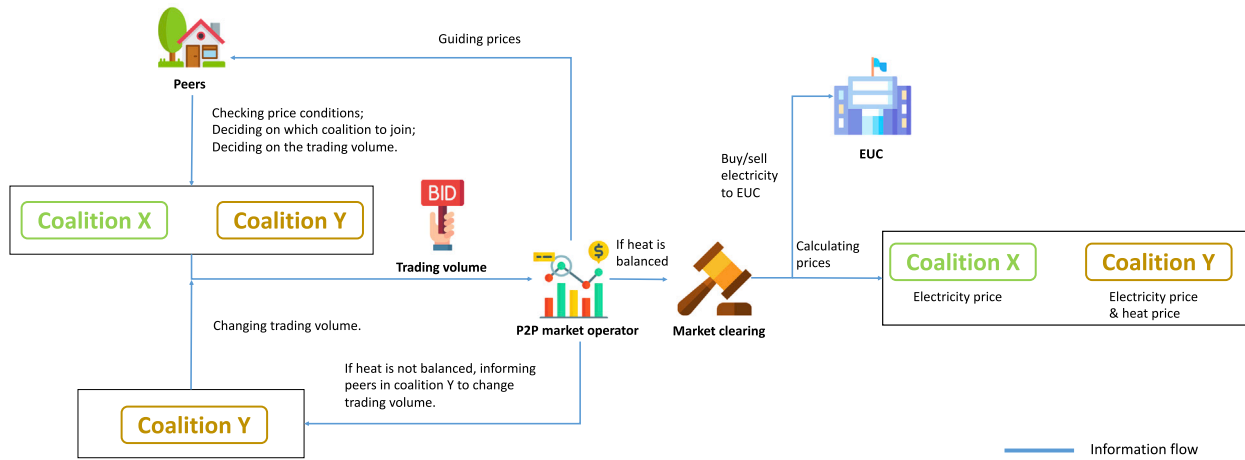 Guiding prices
Peers
Checking price conditions;
Deciding on which coalition to join;
Deciding on the trading volume.
Coalition X
Coalition Y
BID
Trading volume
$
P2P market operator
If heat is
balanced
Market clearing
Buy/sell
electricity
to EUC
EUC
Calculating
prices
Coalition X
Electricity price
Coalition Y
Electricity price
& heat price
Changing trading volume.
If heat is not balanced, informing
peers in coalition Y to change
trading volume.
Coalition Y
Information flow